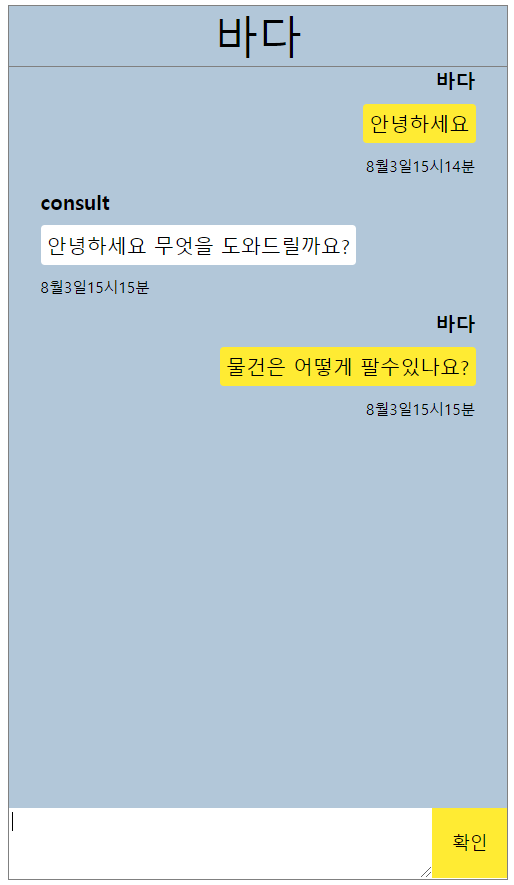 바다
바다
안녕하세요
8월3일15시14분
consult
안녕하세요 무엇을 도와드릴까요?
8월3일15시15분
바다
물건은 어떻게 팔수있나요?
8월3일15시15분
확인